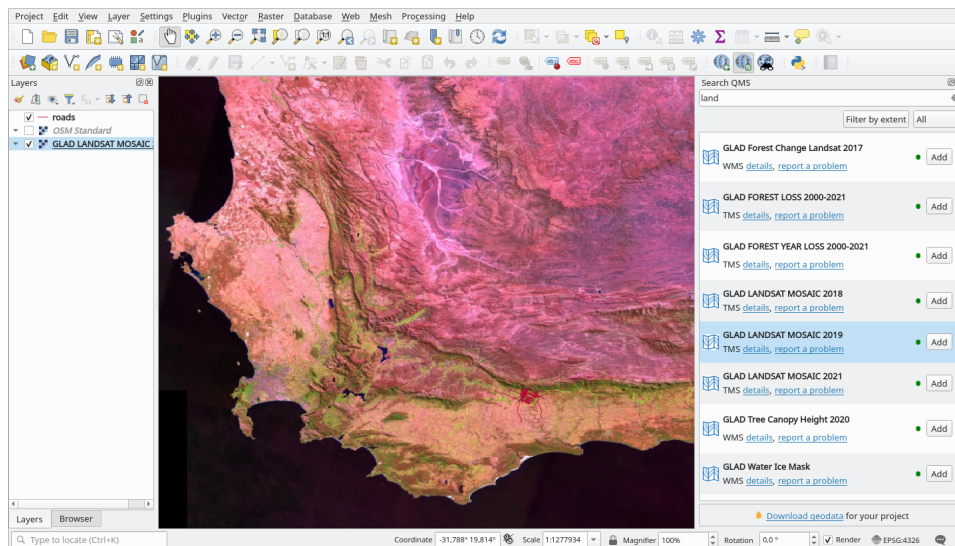 Project Edit View Layer Settings Plugins Vector Raster Database Web Mesh Processing Help
Layers
roads
OSM Standard
GLAD LANDSAT MOSAIC
Layers Browser
Search QMS
land
Filter by extent All
GLAD Forest Change Landsat 2017
WMS details, report a problem
Add
GLAD FOREST LOSS 2000-2021
TMS details, report a problem
Add
GLAD FOREST YEAR LOSS 2000-2021
TMS details, report a problem
Add
GLAD LANDSAT MOSAIC 2018
TMS details, report a problem
Add
GLAD LANDSAT MOSAIC 2019
TMS details, report a problem
Add
GLAD LANDSAT MOSAIC 2021
TMS details, report a problem
Add
GLAD Tree Canopy Height 2020
WMS details, report a problem
Add
GLAD Water Ice Mask
WMS details, report a problem
Add
Download geodata for your project
Type to locate (Ctrl+K) Coordinate -31,788° 19,814° Scale 1:1277934 Magnifier 100% Rotation 0,0 ° Render EPSG:4326